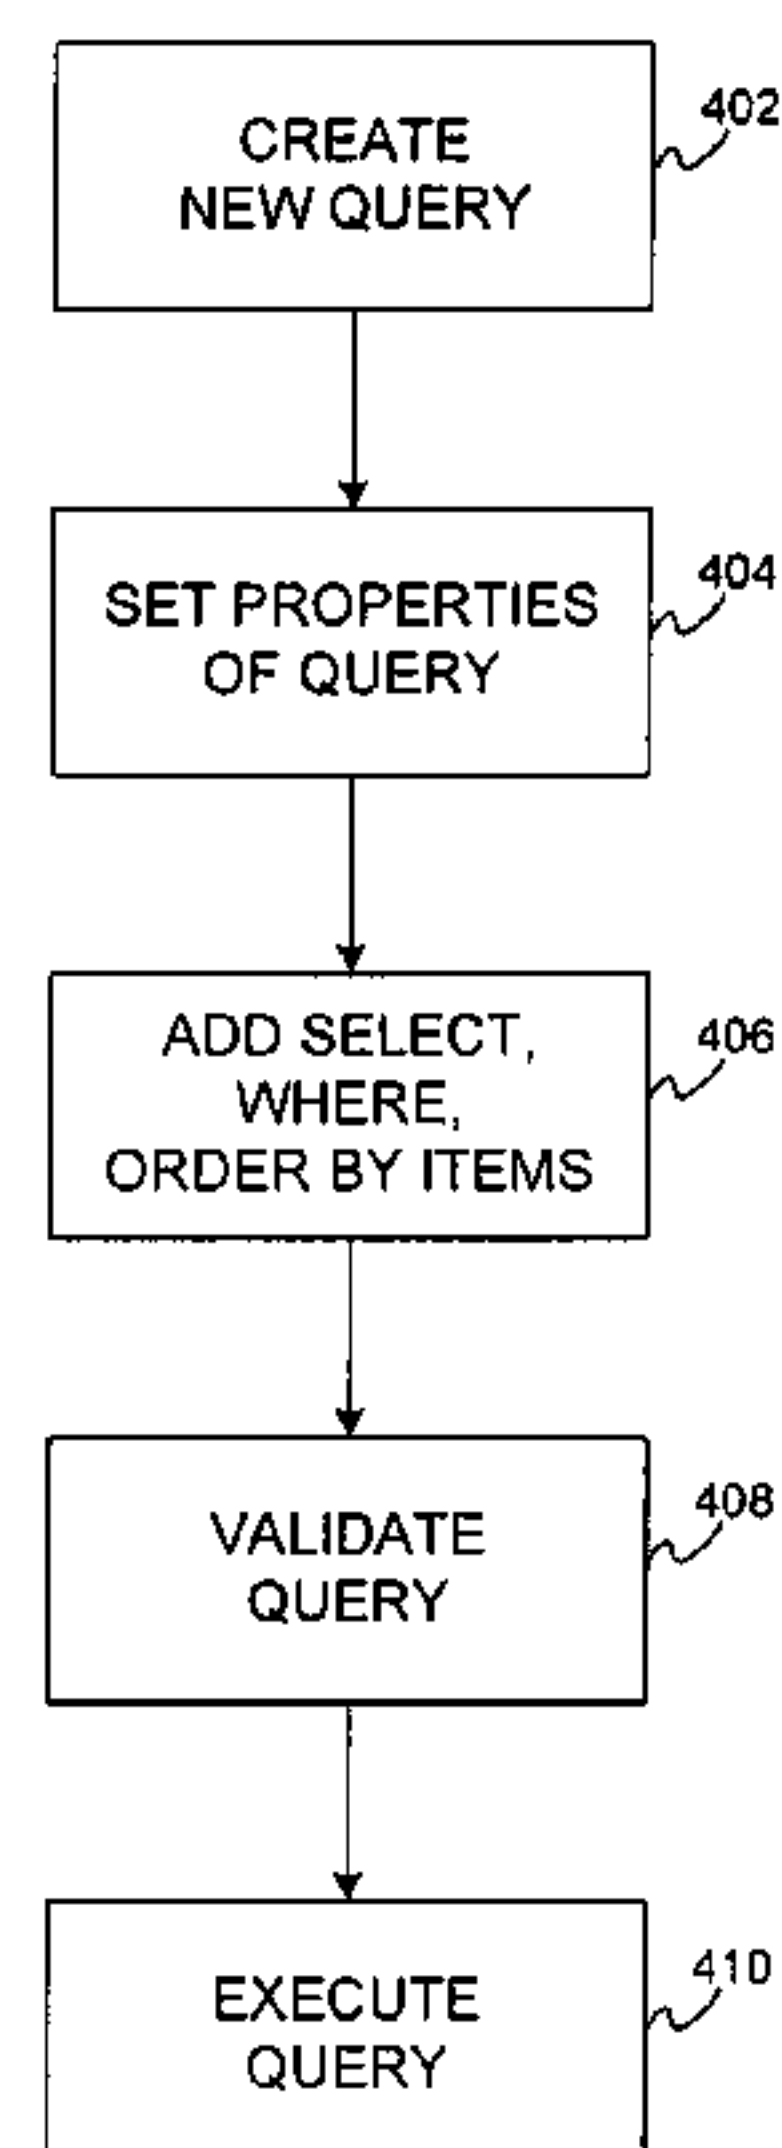 CREATE
NEW QUERY
402
SET PROPERTIES
OF QUERY
404
ADD SELECT,
WHERE,
ORDER BY ITEMS
406
VALIDATE
QUERY
408
EXECUTE
QUERY
410